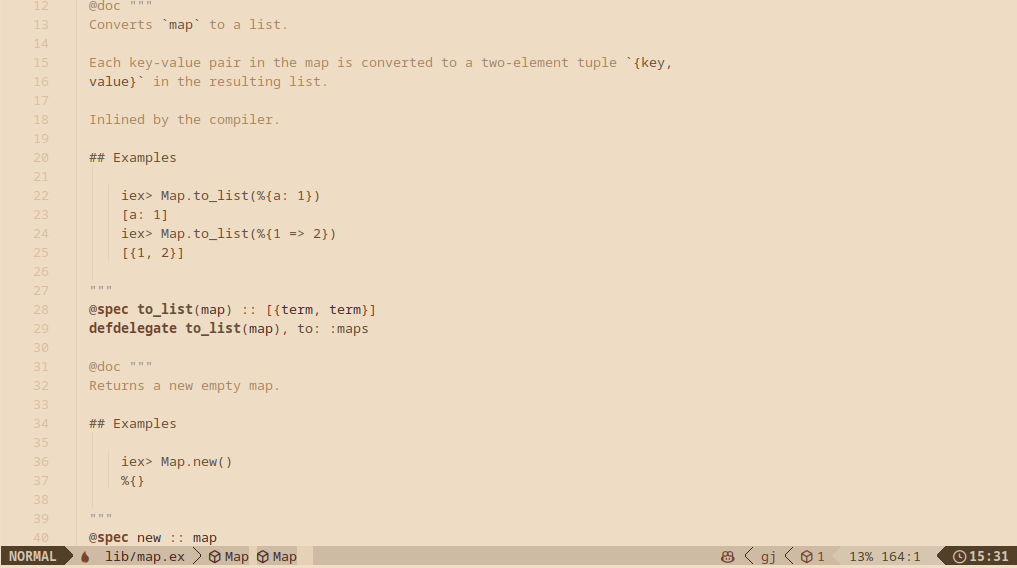 12 @doc """
13 Converts `map` to a list.
14
15 Each key-value pair in the map is converted to a two-element tuple `{key,
16 value}` in the resulting list.
17
18 Inlined by the compiler.
19
20 ## Examples
21
22 iex> Map.to_list(%{a: 1})
23 [a: 1]
24 iex> Map.to_list(%{1 => 2})
25 [{1, 2}]
26
27 """
28 @spec to_list(map) :: [{term, term}]
29 defdelegate to_list(map), to: :maps
30
31 @doc """
32 Returns a new empty map.
33
34 ## Examples
35
36 iex> Map.new()
37 %{}
38
39 """
40 @spec new :: map
NORMAL lib/map.ex Map Map gj 1 13% 164:1 15:31